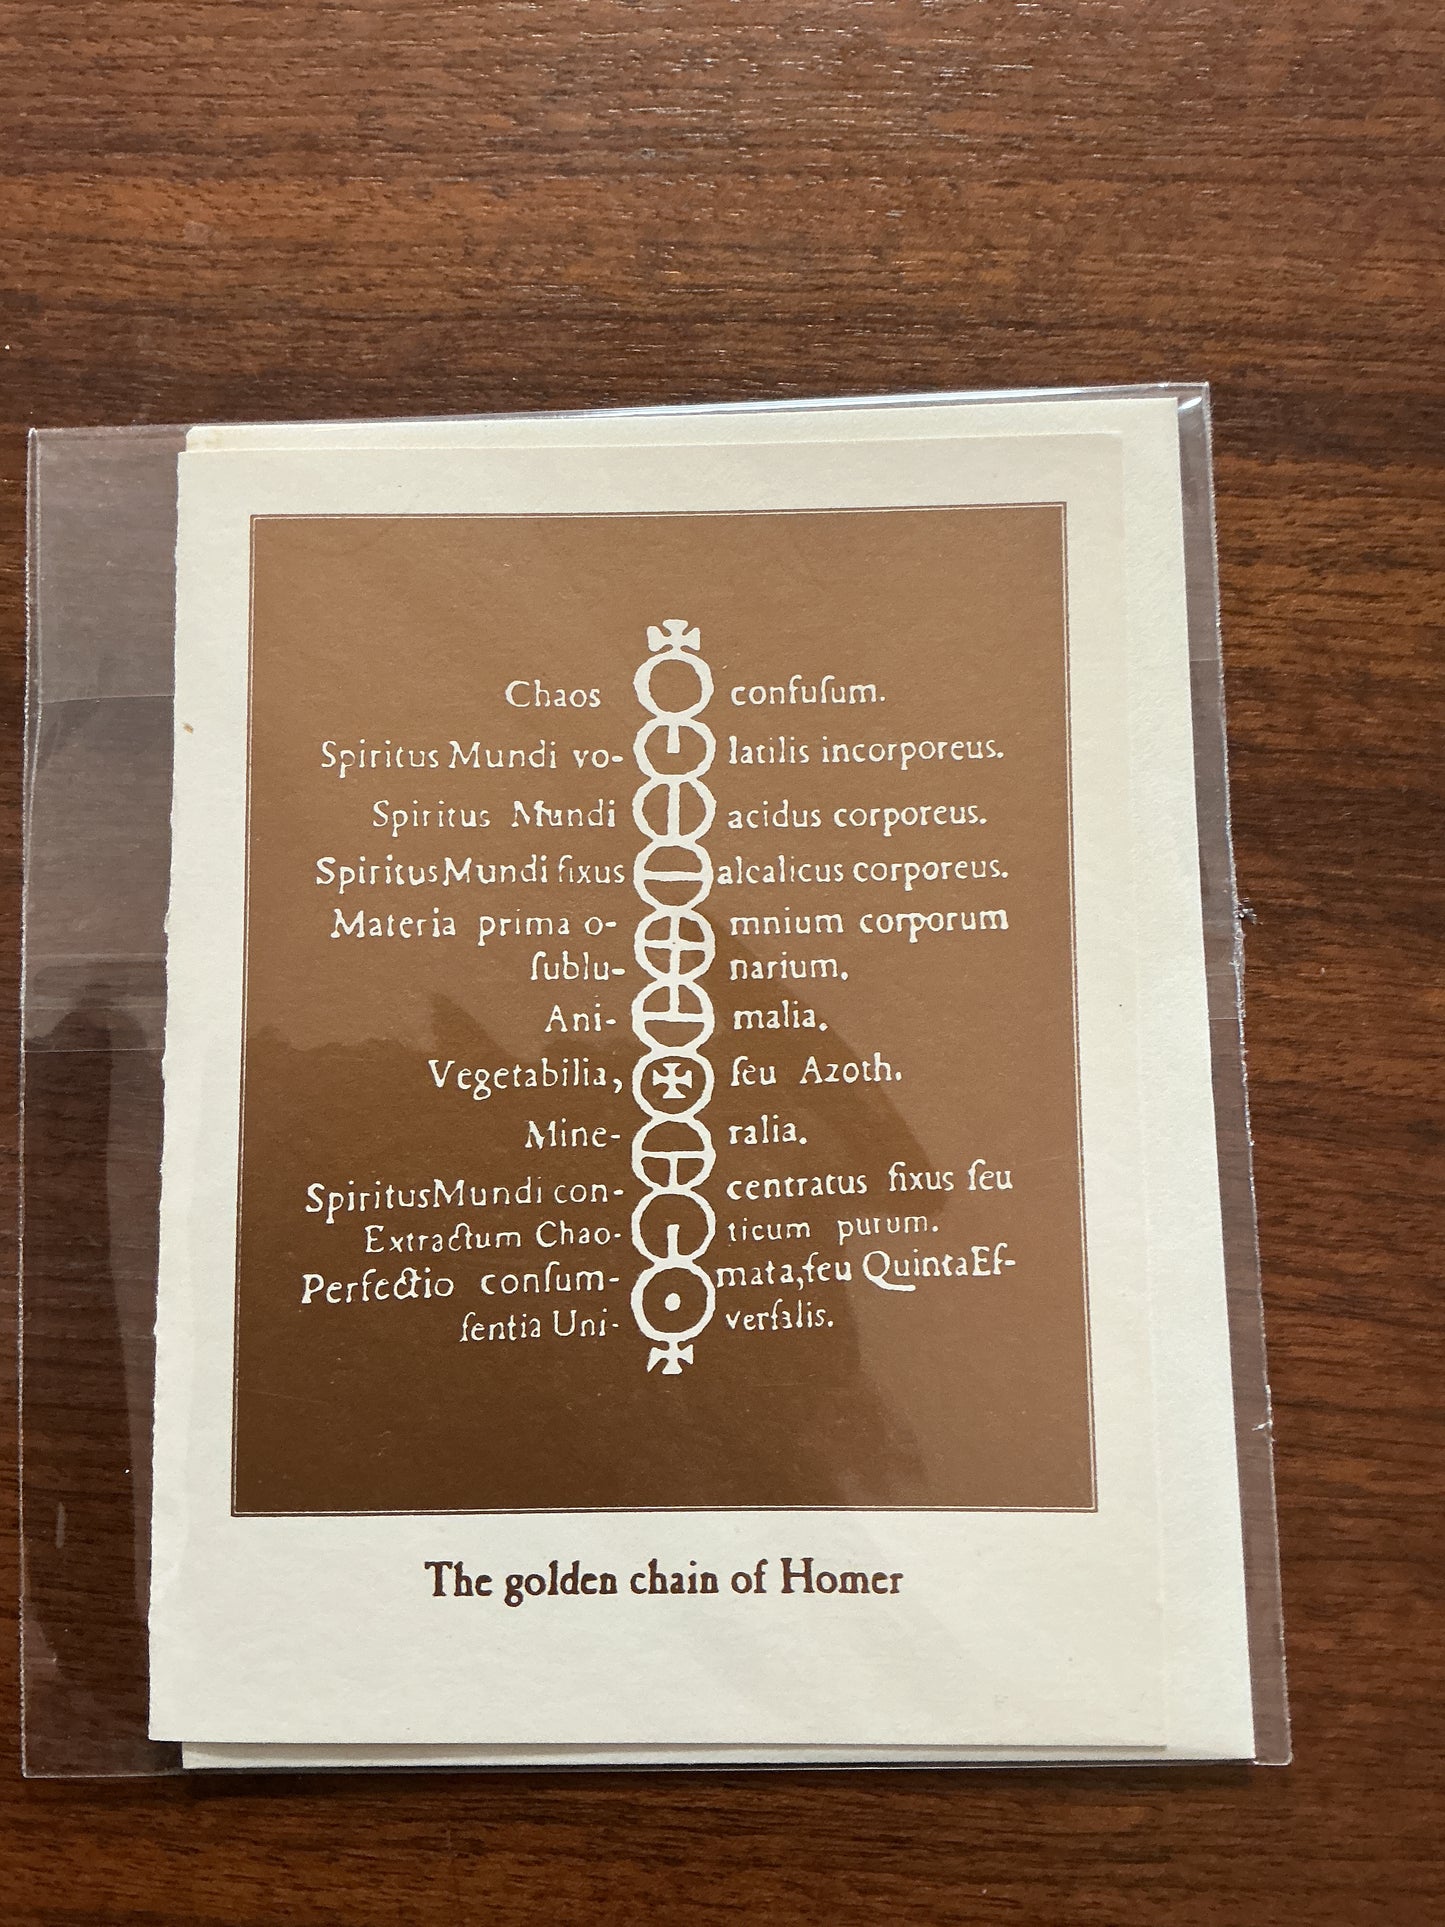 Chaos confuſum.
Spiritus Mundi vo- latilis incorporeus.
Spiritus Mundi acidus corporeus.
Spiritus Mundi fixus alcalicus corporeus.
Materia prima o- mnium corporum
ſublu- narium.
Ani- malia.
Vegetabilia, ſeu Azoth.
Mine- ralia.
Spiritus Mundi con- centratus fixus ſeu
Extractum Chao- ticum purum.
Perfectio conſum- mata, ſeu Quinta Eſ-
ſentia Uni- verſalis.
The golden chain of Homer